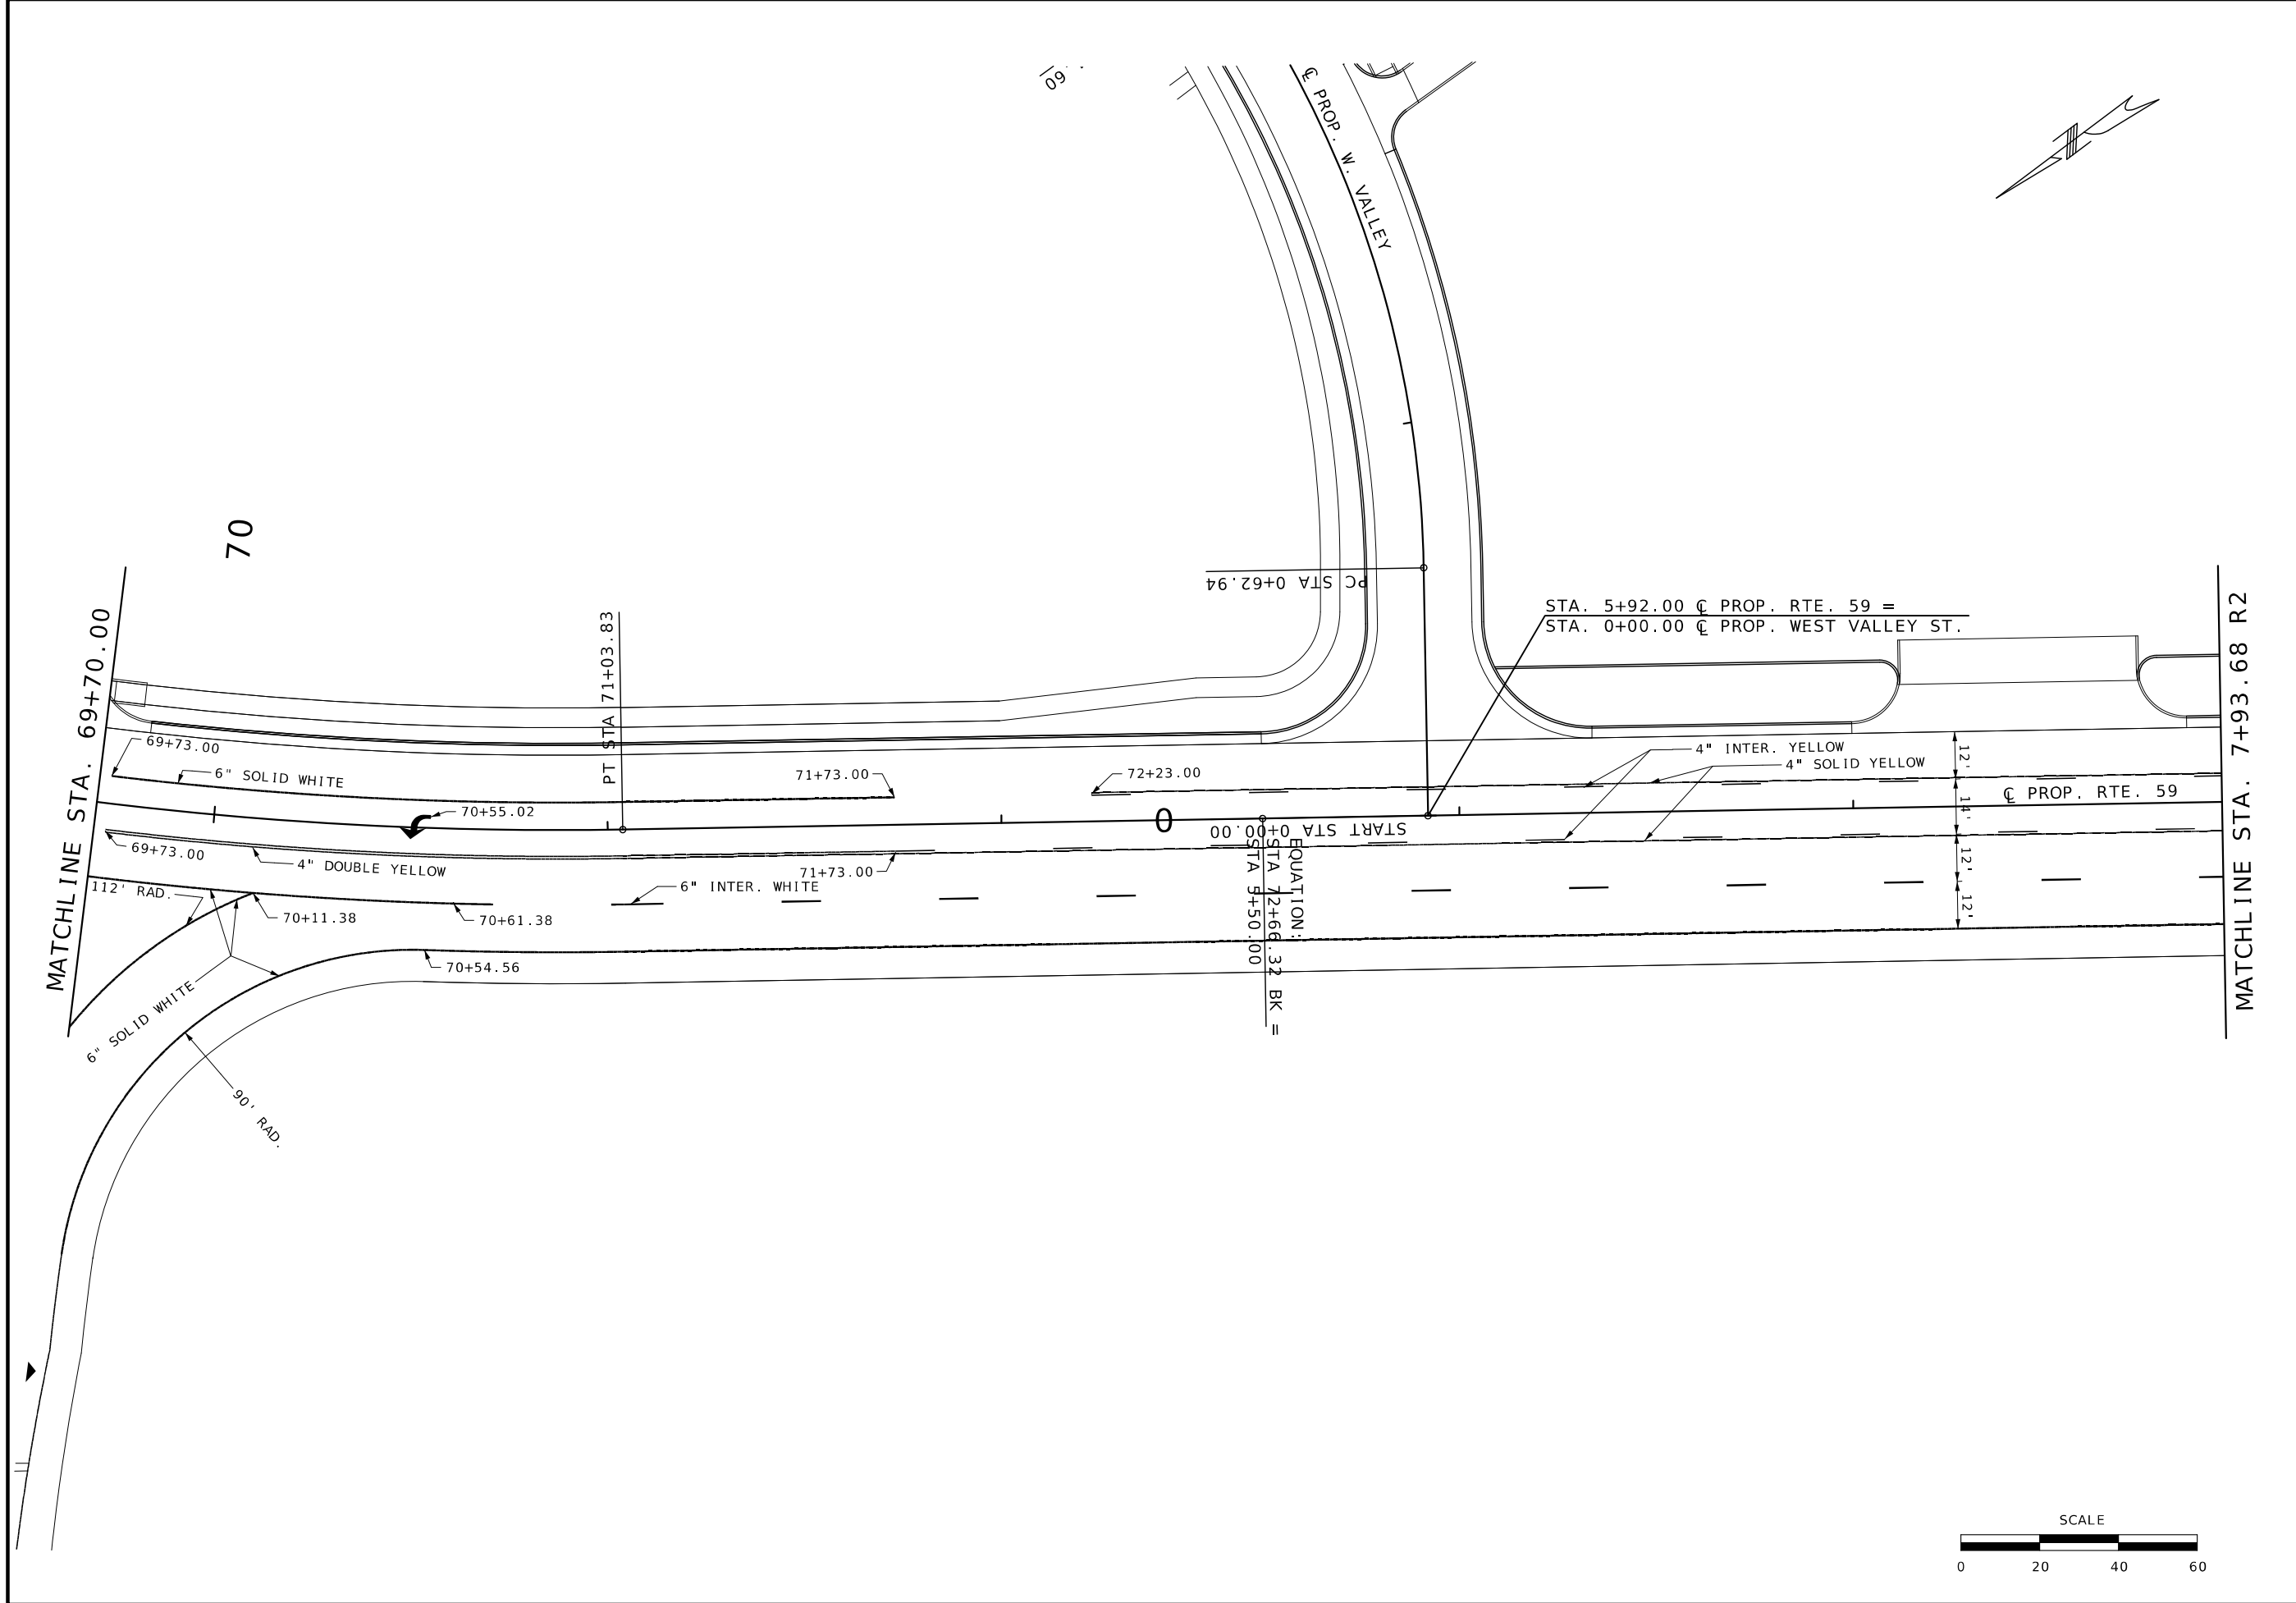 60
℄ PROP. W. VALLEY
70
MATCHLINE STA. 69+70.00
PT STA 71+03.83
PC STA 0+62.94
STA. 5+92.00 ℄ PROP. RTE. 59 =
STA. 0+00.00 ℄ PROP. WEST VALLEY ST.
MATCHLINE STA. 7+93.68 R2
69+73.00
6" SOLID WHITE
71+73.00
72+23.00
4" INTER. YELLOW
4" SOLID YELLOW
12'
14'
12'
12'
℄ PROP. RTE. 59
70+55.02
0
START STA 0+00.00
EQUATION:
STA 72+66.32 BK =
STA 5+50.00
69+73.00
4" DOUBLE YELLOW
71+73.00
112' RAD.
6" INTER. WHITE
70+11.38
70+61.38
70+54.56
6" SOLID WHITE
90' RAD.
SCALE
0 20 40 60